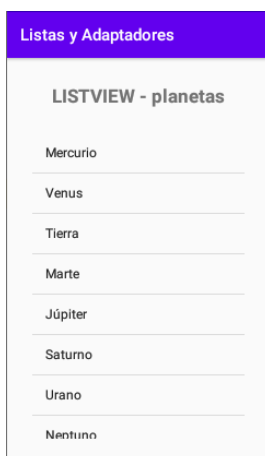 Listas y Adaptadores
LISTVIEW - planetas
Mercurio
Venus
Tierra
Marte
Júpiter
Saturno
Urano
Neptuno